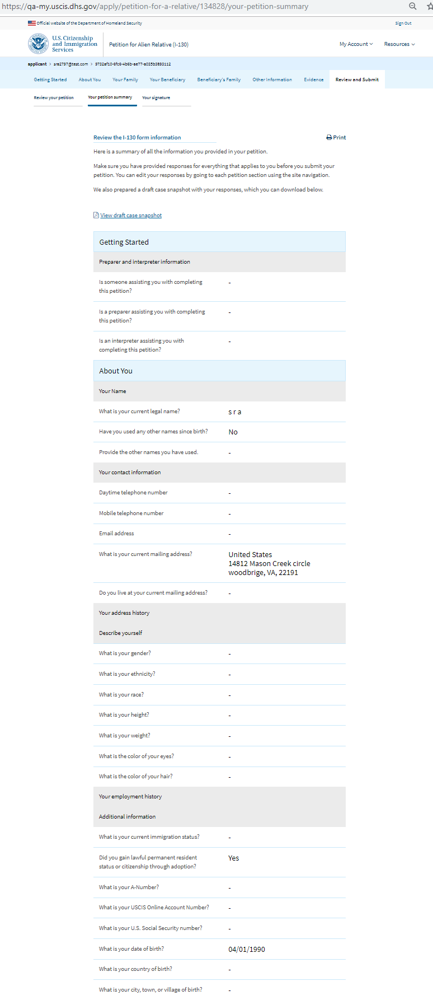 https://qa-my.uscis.dhs.gov/apply/petition-for-a-relative/134828/your-petition-summary
Official website of the Department of Homeland Security
Sign Out
U.S. Citizenship
and Immigration
Services
Petition for Alien Relative (I-130)
My Account
Resources
applicant > sra2797@test.com > 9732af10-6fc6-4b6b-ae77-a035b3893112
Getting Started About You Your Family Your Beneficiary Beneficiary's Family Other Information Evidence Review and Submit
Review your petition Your petition summary Your signature
Review the I-130 form information
Print
Here is a summary of all the information you provided in your petition.
Make sure you have provided responses for everything that applies to you before you submit your
petition. You can edit your responses by going to each petition section using the site navigation.
We also prepared a draft case snapshot with your responses, which you can download below.
View draft case snapshot
Getting Started
Preparer and interpreter information
Is someone assisting you with completing
this petition?
-
Is a preparer assisting you with completing
this petition?
-
Is an interpreter assisting you with
completing this petition?
-
About You
Your Name
What is your current legal name?
s r a
Have you used any other names since birth?
No
Provide the other names you have used.
-
Your contact information
Daytime telephone number
-
Mobile telephone number
-
Email address
-
What is your current mailing address?
United States
14812 Mason Creek circle
woodbrige, VA, 22191
Do you live at your current mailing address?
-
Your address history
Describe yourself
What is your gender?
-
What is your ethnicity?
-
What is your race?
-
What is your height?
-
What is your weight?
-
What is the color of your eyes?
-
What is the color of your hair?
-
Your employment history
Additional information
What is your current immigration status?
-
Did you gain lawful permanent resident
status or citizenship through adoption?
Yes
What is your A-Number?
-
What is your USCIS Online Account Number?
-
What is your U.S. Social Security number?
-
What is your date of birth?
04/01/1990
What is your country of birth?
-
What is your city, town, or village of birth?
-